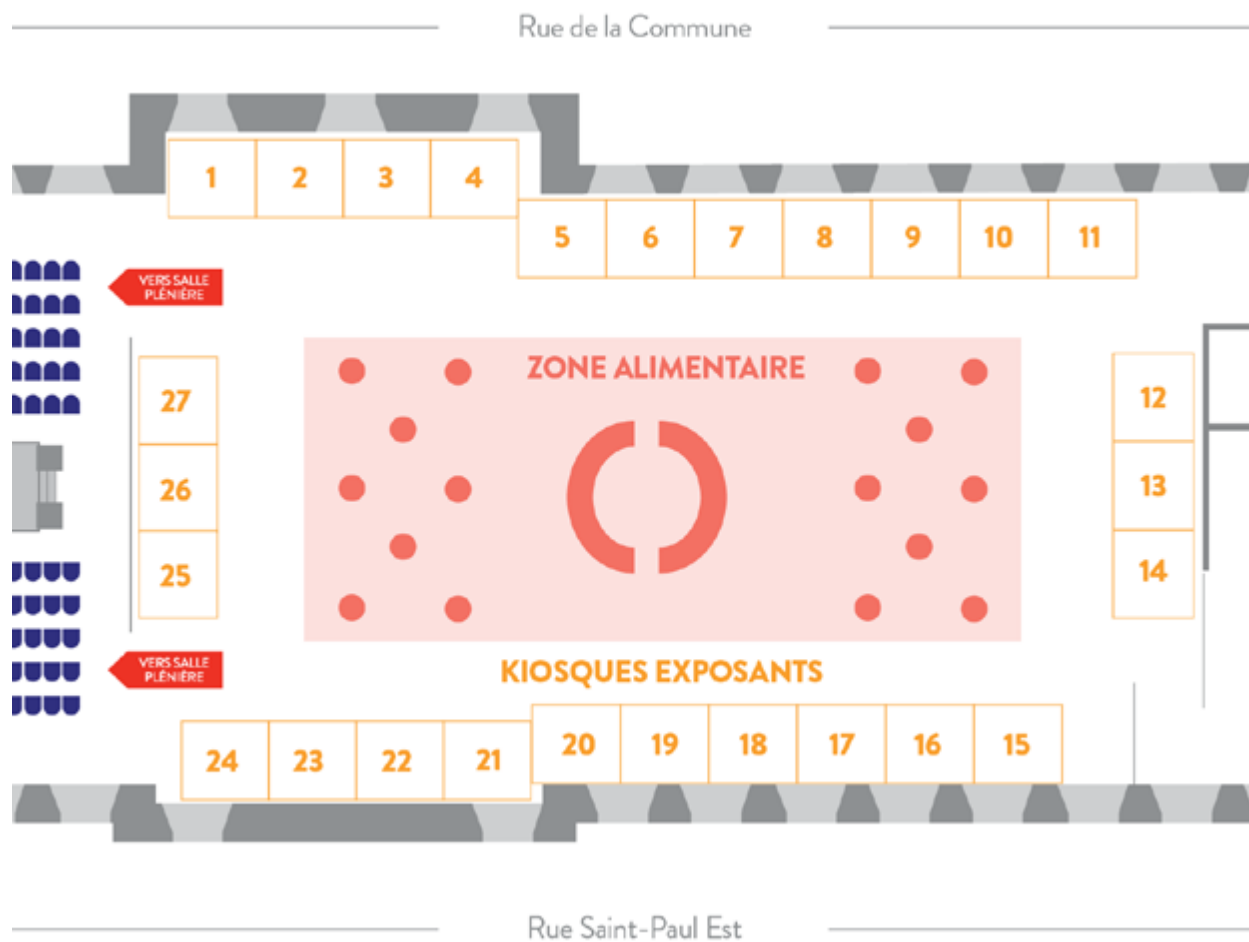 Rue de la Commune
1 2 3 4
5 6 7 8 9 10 11
VERS SALLE
PLÉNIÈRE
ZONE ALIMENTAIRE
27
26
25
12
13
14
VERS SALLE
PLÉNIÈRE
KIOSQUES EXPOSANTS
24 23 22 21 20 19 18 17 16 15
Rue Saint-Paul Est